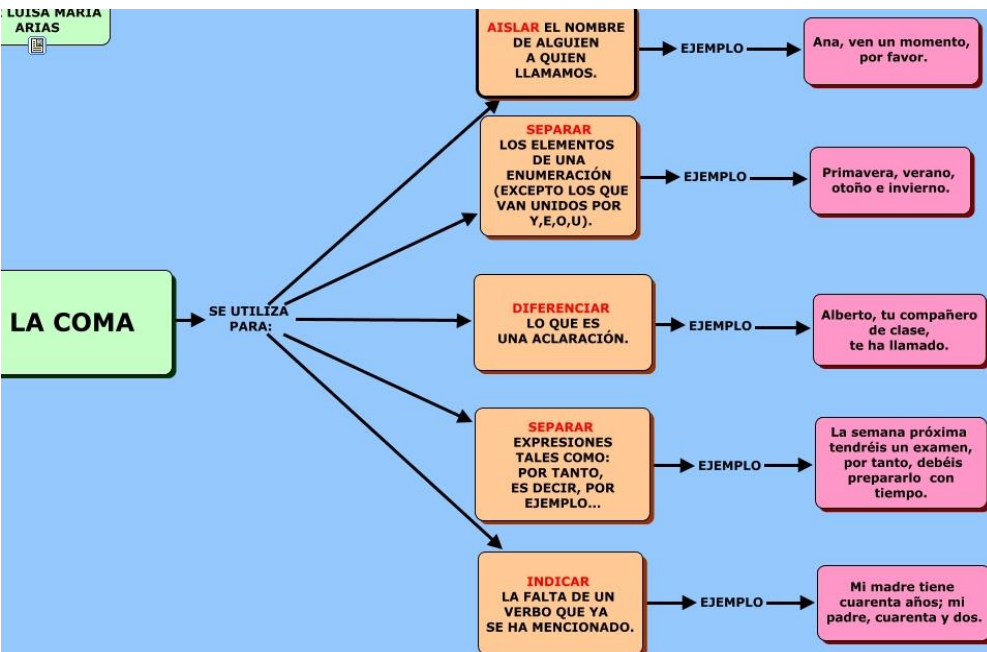 LUISA MARÍA
ARIAS
AISLAR EL NOMBRE
DE ALGUIEN
A QUIEN
LLAMAMOS.
EJEMPLO
Ana, ven un momento,
por favor.
SEPARAR
LOS ELEMENTOS
DE UNA
ENUMERACIÓN
(EXCEPTO LOS QUE
VAN UNIDOS POR
Y,E,O,U).
EJEMPLO
Primavera, verano,
otoño e invierno.
LA COMA
SE UTILIZA
PARA:
DIFERENCIAR
LO QUE ES
UNA ACLARACIÓN.
EJEMPLO
Alberto, tu compañero
de clase,
te ha llamado.
SEPARAR
EXPRESIONES
TALES COMO:
POR TANTO,
ES DECIR, POR
EJEMPLO...
EJEMPLO
La semana próxima
tendréis un examen,
por tanto, debéis
prepararlo con
tiempo.
INDICAR
LA FALTA DE UN
VERBO QUE YA
SE HA MENCIONADO.
EJEMPLO
Mi madre tiene
cuarenta años; mi
padre, cuarenta y dos.